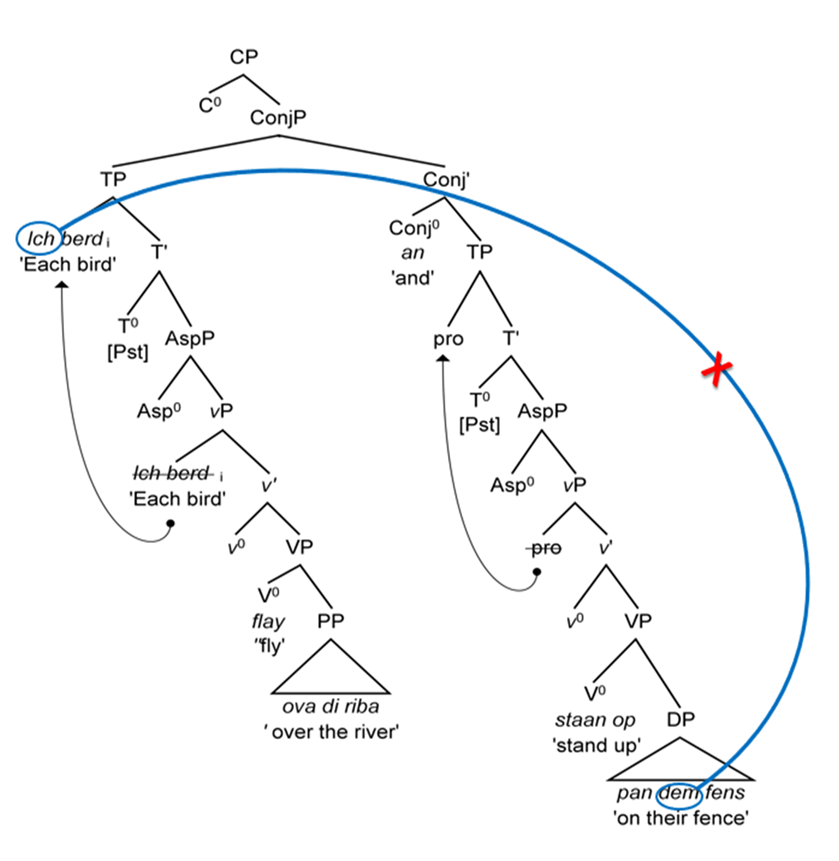 CP
C⁰
ConjP
TP
Conj'
Ich berd i
'Each bird'
T'
Conj⁰
an
'and'
TP
T⁰
[Pst]
AspP
pro
T'
Asp⁰
vP
T⁰
[Pst]
AspP
Ich berd i
'Each bird'
v'
Asp⁰
vP
v⁰
VP
pro
v'
V⁰
flay
"fly'
PP
v⁰
VP
ova di riba
'over the river'
V⁰
staan op
'stand up'
DP
pan dem fens
'on their fence'